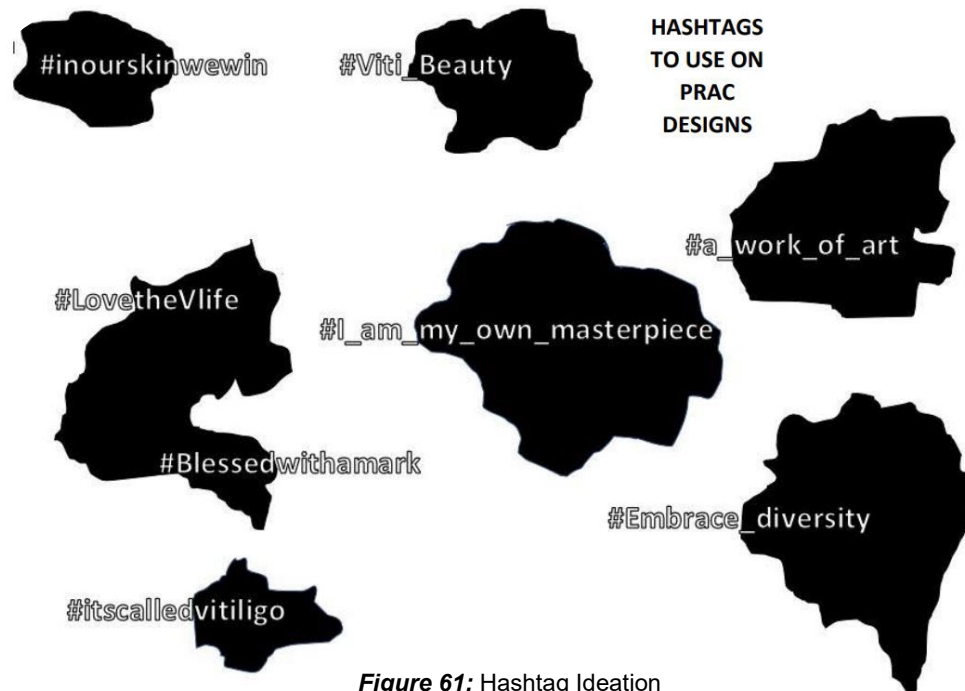 #inourskinwewin
#Viti_Beauty
HASHTAGS
TO USE ON
PRAC
DESIGNS
#a_work_of_art
#LovetheVlife
#I_am_my_own_masterpiece
#Blessedwithamark
#Embrace_diversity
#itscalledvitiligo
Figure 61: Hashtag Ideation